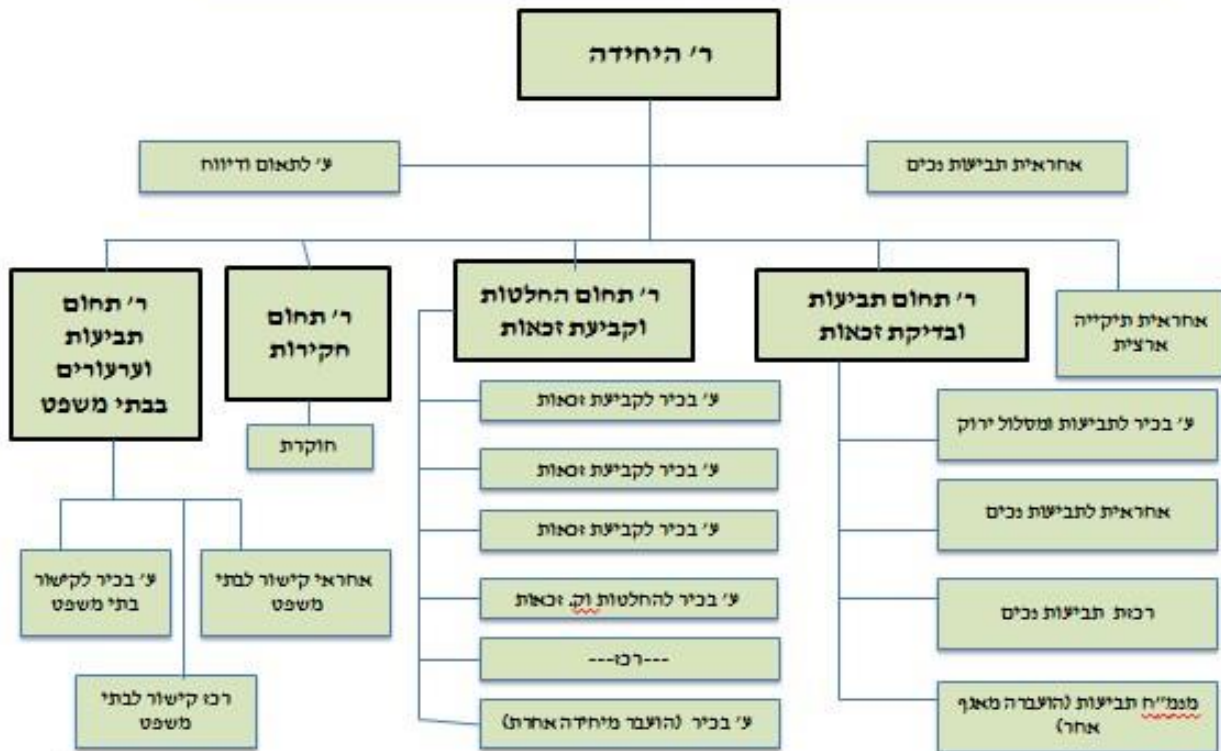 ר' היחידה
אחראית תביעות נכים
ע' לתאום ודיווח
אחראית תיקייה
ארצית
ר' תחום תביעות
ובדיקת זכאות
ר' תחום החלטות
וקביעת זכאות
ר' תחום
חקירות
ר' תחום
תביעות
וערעורים
בבתי משפט
ע' בכיר לתביעות ומסלול ירוק
אחראית לתביעות נכים
רכזת תביעות נכים
מנמ"ח תביעות (הועברה מאגף
אחר)
ע' בכיר לקביעת זכאות
ע' בכיר לקביעת זכאות
ע' בכיר לקביעת זכאות
ע' בכיר להחלטות וק. זכאות
---רכז---
ע' בכיר (הועבר מיחידה אחרת)
חוקרת
אחראי קישור לבתי
משפט
ע' בכיר לקישור
בתי משפט
רכז קישור לבתי
משפט